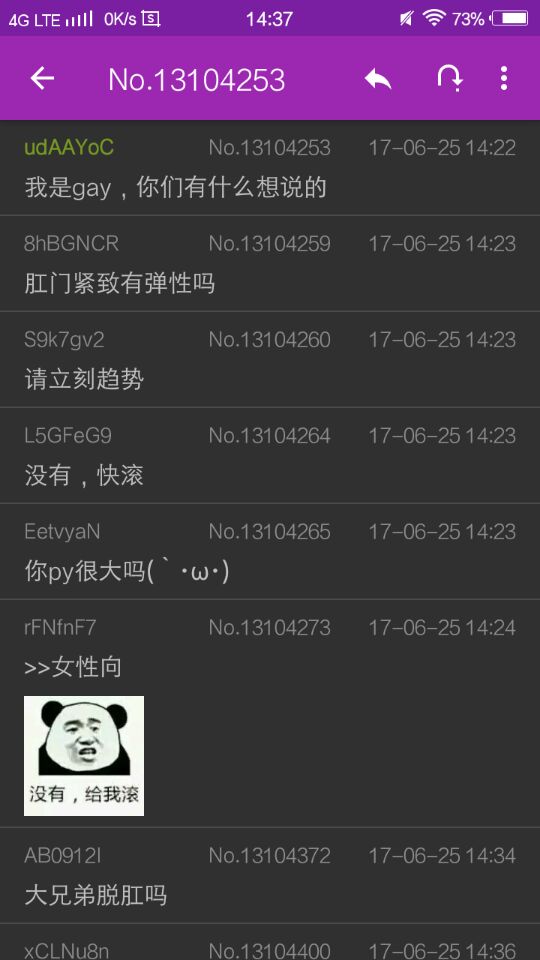 4G LTE 0K/s 14:37 73%
No.13104253
udAAYoC No.13104253 17-06-25 14:22
我是gay，你们有什么想说的
8hBGNCR No.13104259 17-06-25 14:23
肛门紧致有弹性吗
S9k7gv2 No.13104260 17-06-25 14:23
请立刻趋势
L5GFeG9 No.13104264 17-06-25 14:23
没有，快滚
EetvyaN No.13104265 17-06-25 14:23
你py很大吗(｀･ω･)
rFNfnF7 No.13104273 17-06-25 14:24
>>女性向
没有，给我滚
AB0912I No.13104372 17-06-25 14:34
大兄弟脱肛吗
xCLNu8n No.13104400 17-06-25 14:36